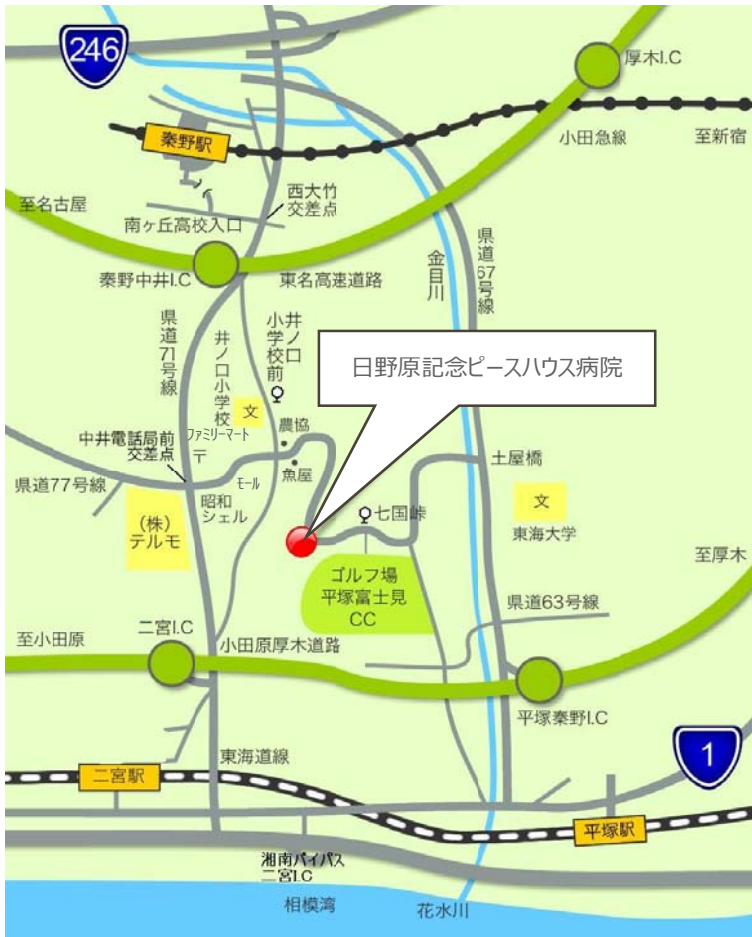 246
厚木I.C
秦野駅
小田急線
至新宿
西大竹
交差点
至名古屋
南ヶ丘高校入口
金目川
県道67号線
秦野中井I.C
東名高速道路
県道71号線
井ノ口小学校
井ノ口
小学校前
日野原記念ピースハウス病院
文
農協
ファミリーマート
中井電話局前
交差点
〒
魚屋
モール
土屋橋
県道77号線
昭和
シェル
(株)
テルモ
七国峠
文
東海大学
ゴルフ場
平塚富士見
CC
至厚木
県道63号線
二宮I.C
至小田原
小田原厚木道路
平塚秦野I.C
東海道線
1
二宮駅
平塚駅
湘南バイパス
二宮I.C
相模湾
花水川